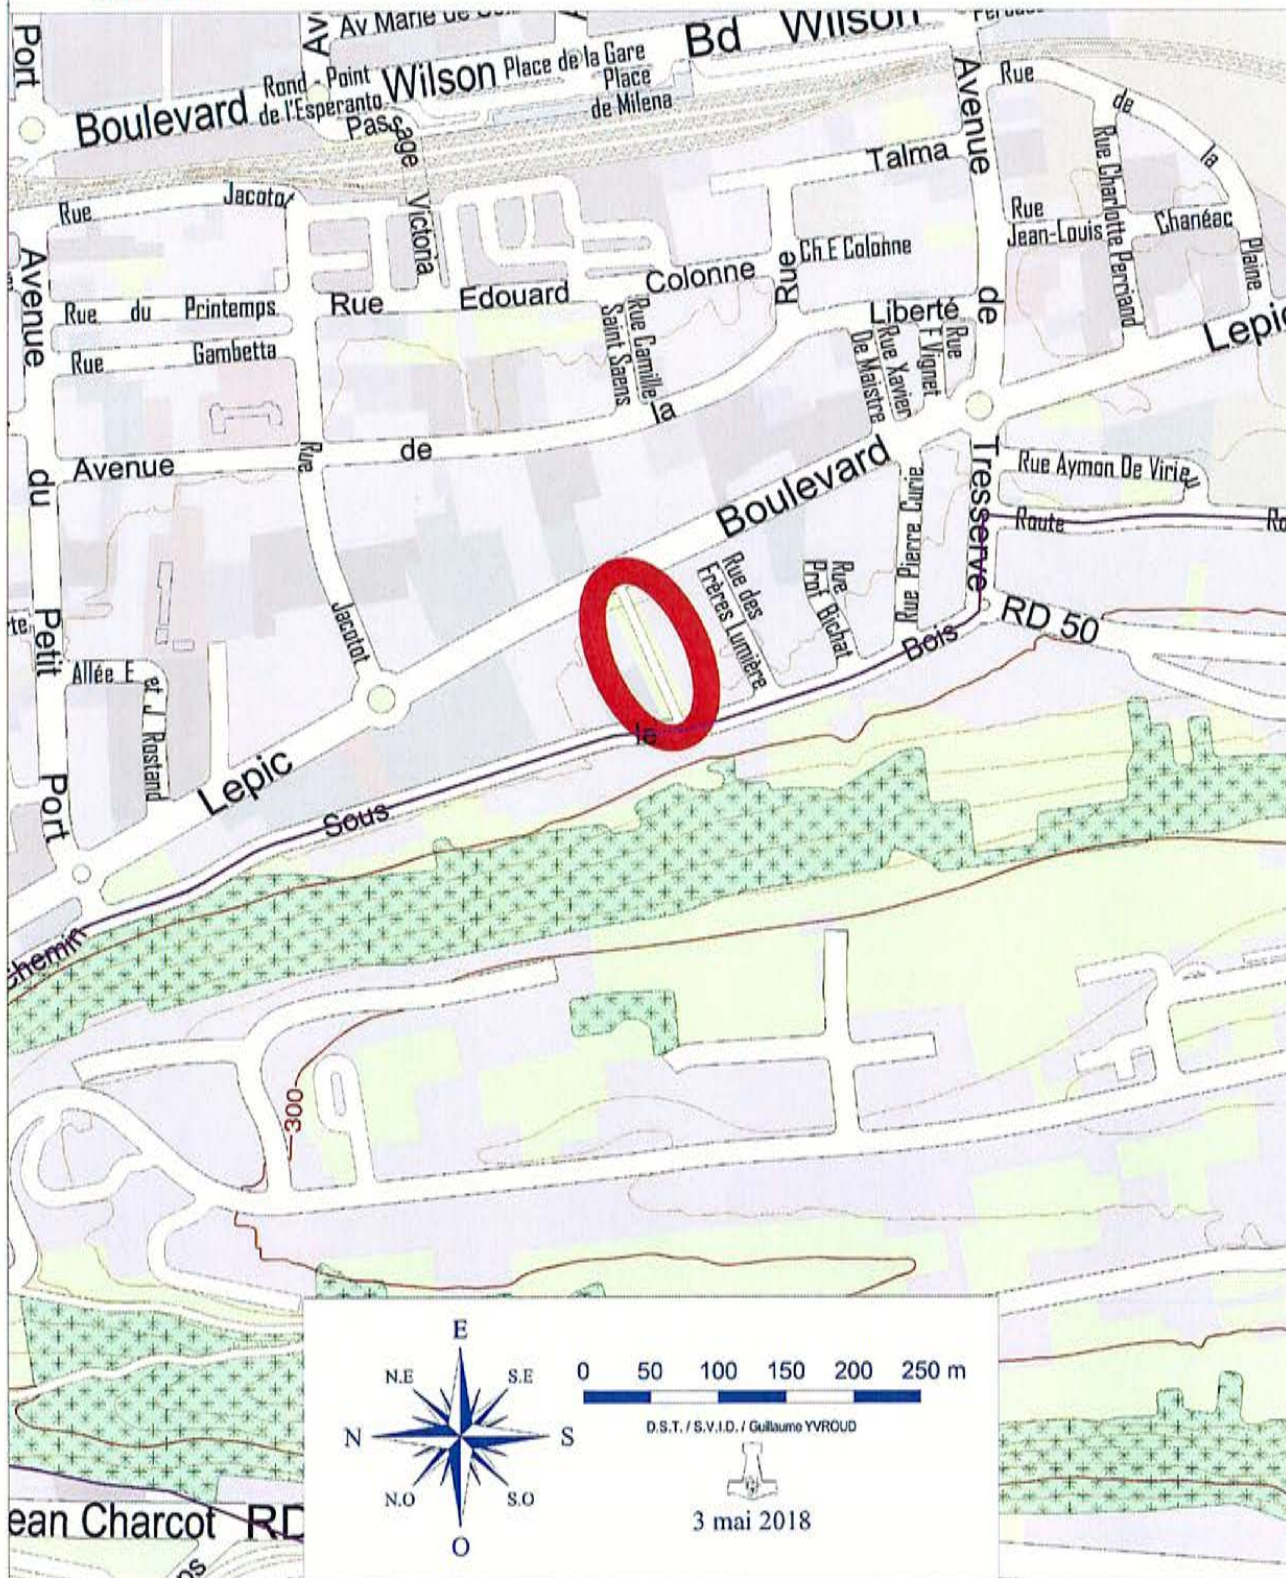 Port
Av
Av Marie de
Bd Wilson
Boulevard Wilson
Rond - Point
de l'Esperanto
Place de la Gare
Place
de Milena
Passage Victoria
Avenue de Tresserve
Rue de la Plaine
Talma
Rue Jacotot
Rue
Jean-Louis Chanéac
Rue Charlotte Perriand
Ch E Colonne
Rue
Avenue du Petit Port
Rue du Printemps
Rue Edouard Colonne
Liberté
Lepic
Rue Gambetta
Rue Camille
Saint Saens
Rue Xavier
De Maistre
Rue
F Vignet
Avenue de la
Rue Jacotot
Boulevard Lepic
Rue Pierre Curie
Rue Aymon De Virieu
Route
Ro
Rue des
Frères Lumière
Rue
Prof. Bichat
RD 50
Allée E et J Rostand
Chemin Sous le Bois
300
E
N.E
S.E
N
S
N.O
S.O
O
0 50 100 150 200 250 m
D.S.T. / S.V.I.D. / Guillaume YVROUD
3 mai 2018
ean Charcot RD